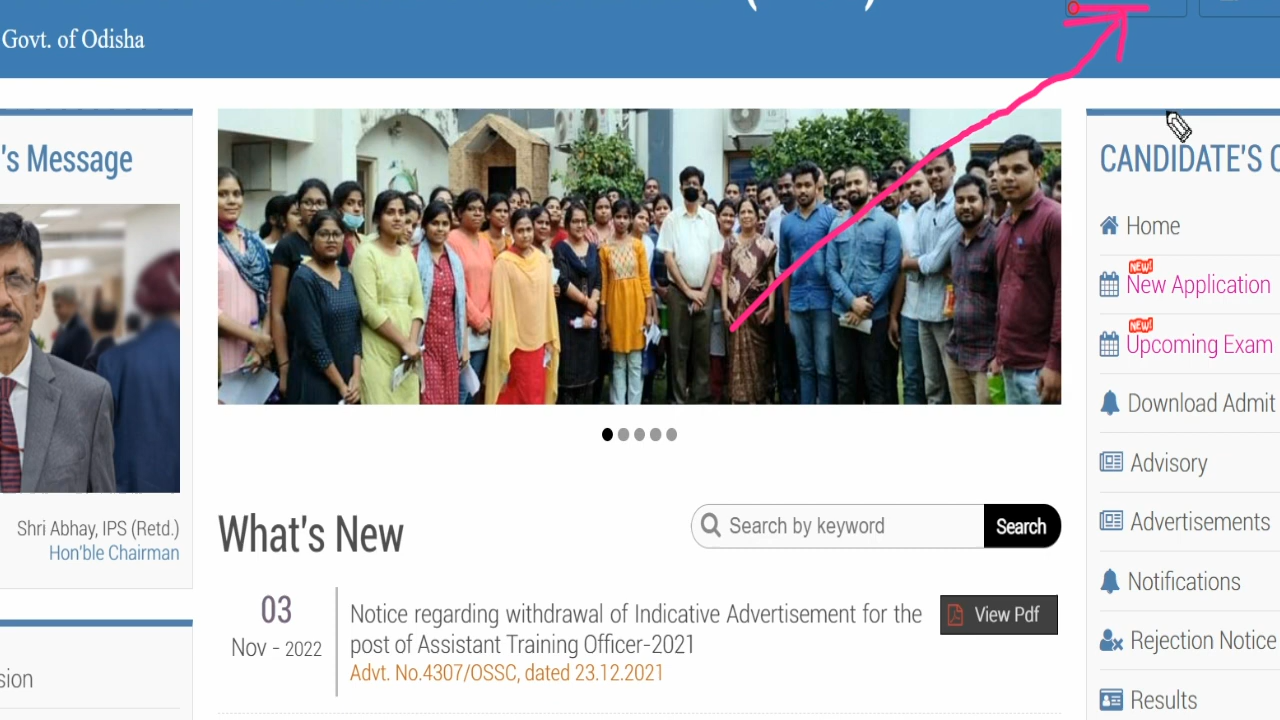 Govt. of Odisha
's Message
Shri Abhay, IPS (Retd.)
Hon'ble Chairman
sion
What's New
Search by keyword
Search
03
Nov - 2022
Notice regarding withdrawal of Indicative Advertisement for the
post of Assistant Training Officer-2021
Advt. No.4307/OSSC, dated 23.12.2021
View Pdf
CANDIDATE'S C
Home
NEW!
New Application
NEW!
Upcoming Exam
Download Admit
Advisory
Advertisements
Notifications
Rejection Notice
Results